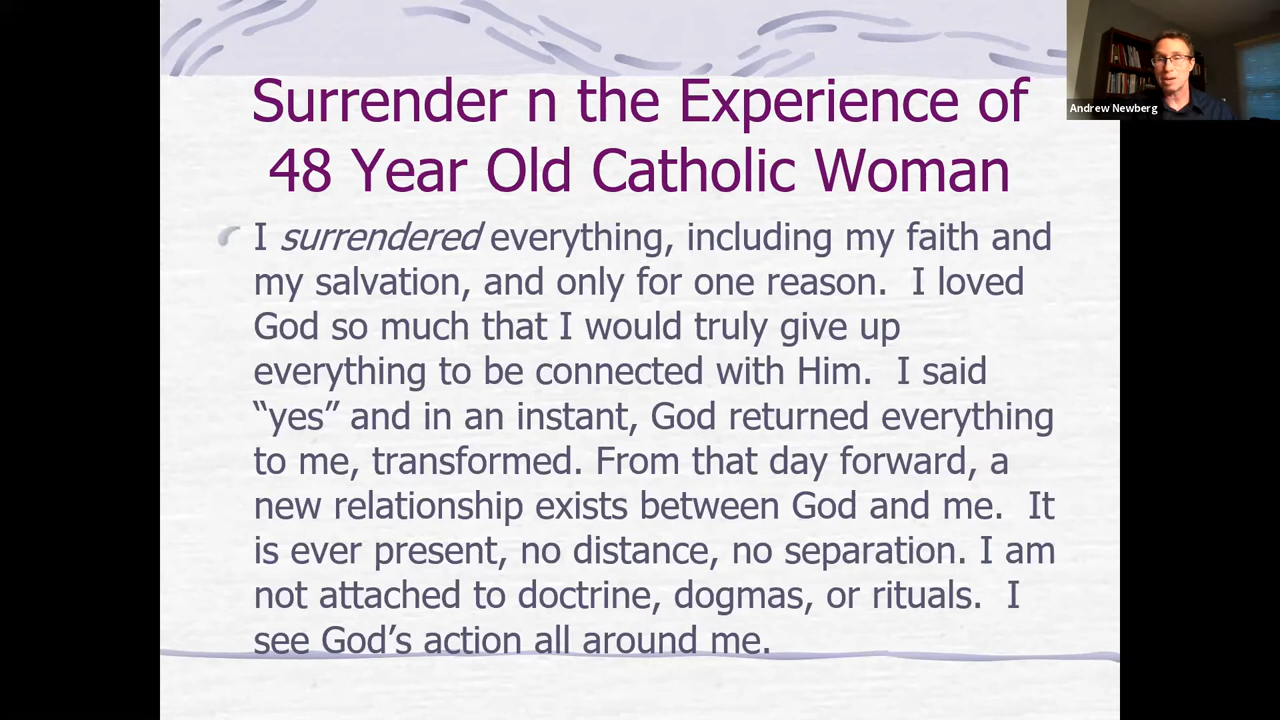 Surrender n the Experience of
48 Year Old Catholic Woman
I surrendered everything, including my faith and
my salvation, and only for one reason.  I loved
God so much that I would truly give up
everything to be connected with Him.  I said
“yes” and in an instant, God returned everything
to me, transformed. From that day forward, a
new relationship exists between God and me.  It
is ever present, no distance, no separation. I am
not attached to doctrine, dogmas, or rituals.  I
see God’s action all around me.
Andrew Newberg